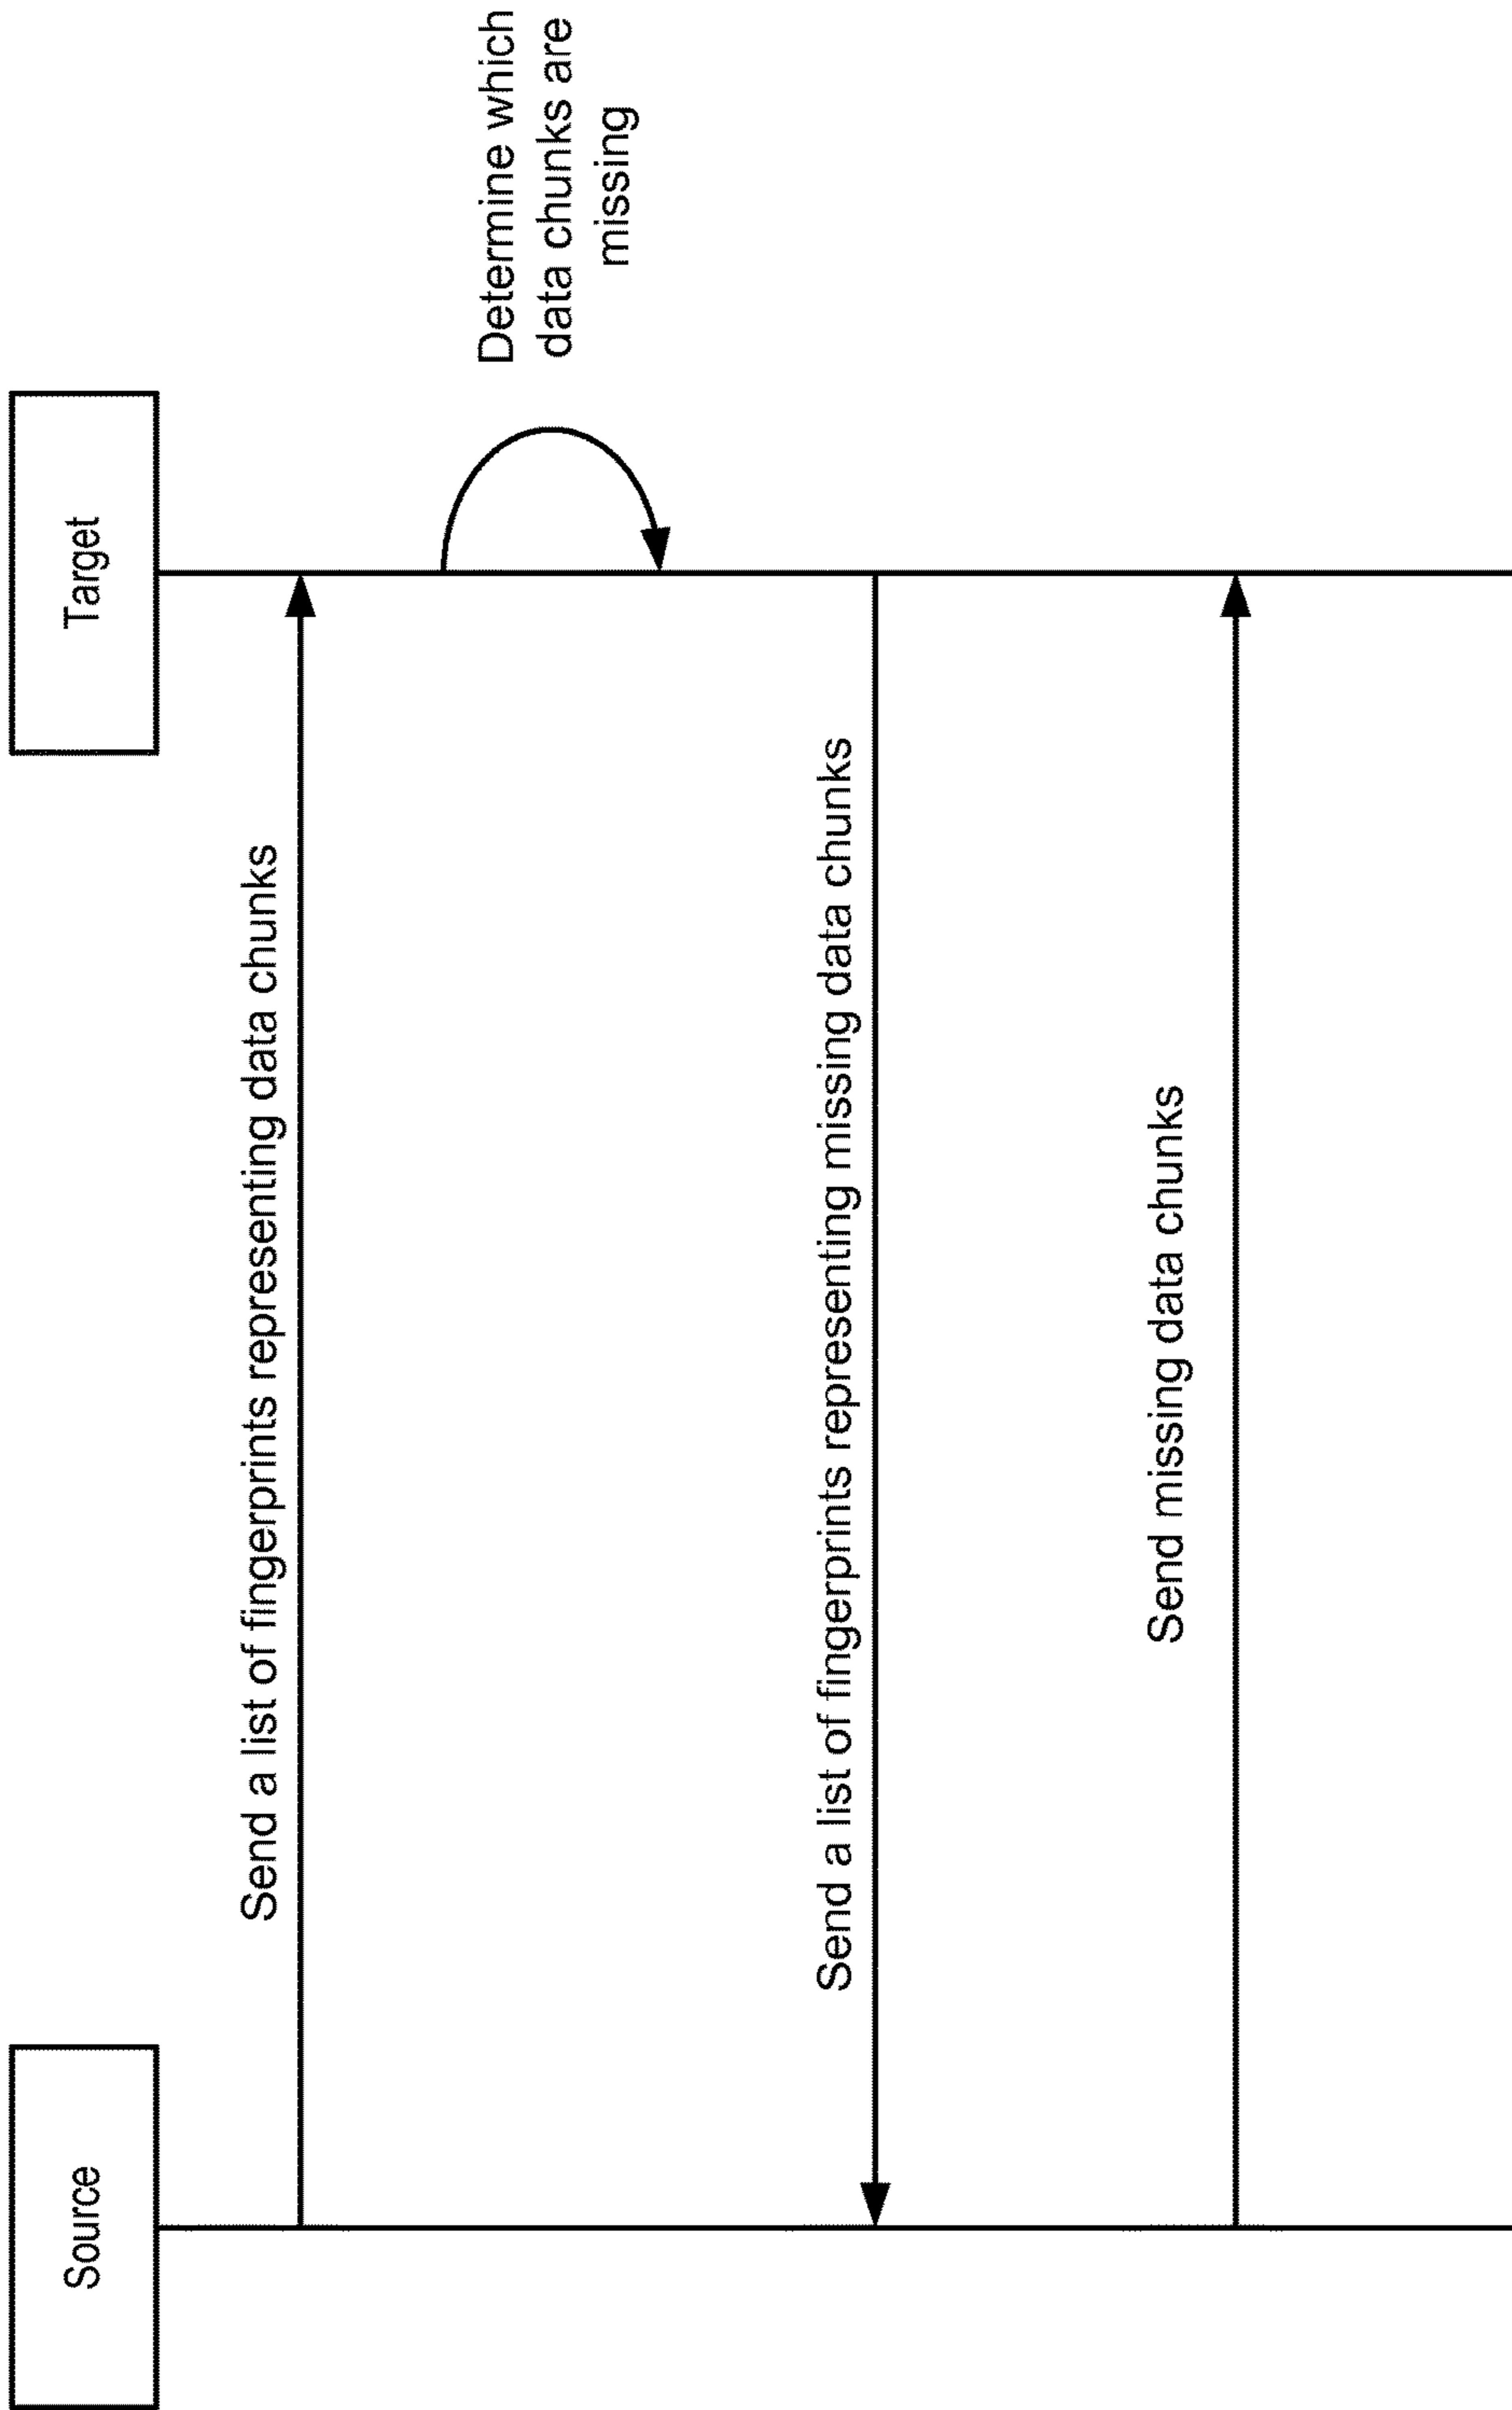 Source
Target
Send a list of fingerprints representing data chunks
Determine which
data chunks are
missing
Send a list of fingerprints representing missing data chunks
Send missing data chunks